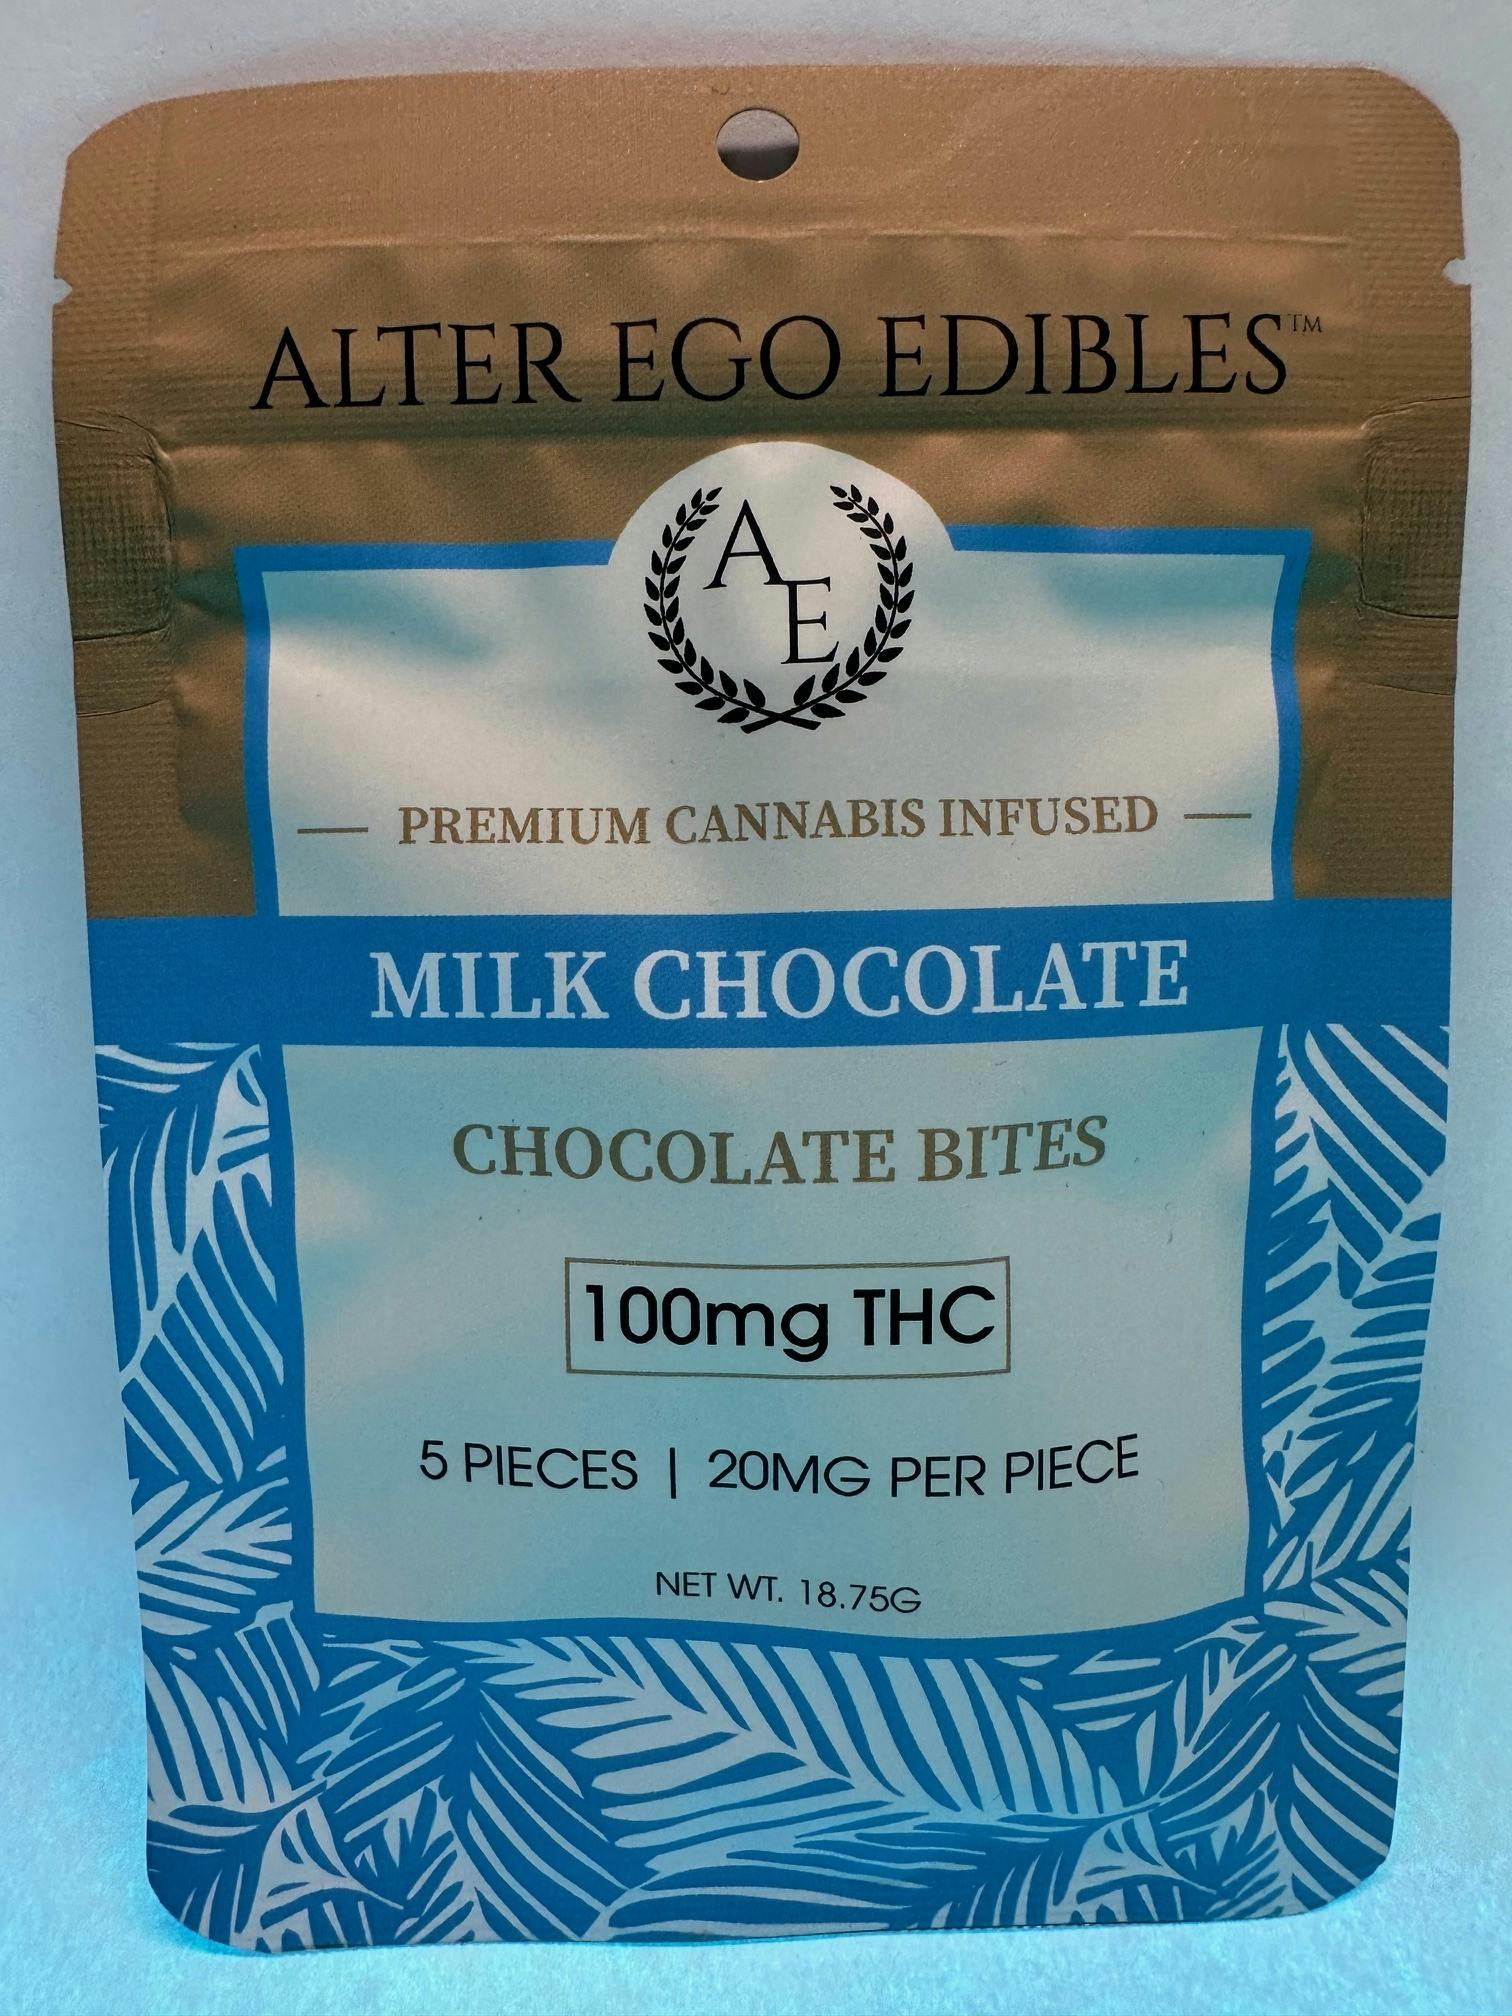 ALTER EGO EDIBLES™
A
E
PREMIUM CANNABIS INFUSED
MILK CHOCOLATE
CHOCOLATE BITES
100mg THC
5 PIECES | 20MG PER PIECE
NET WT. 18.75G